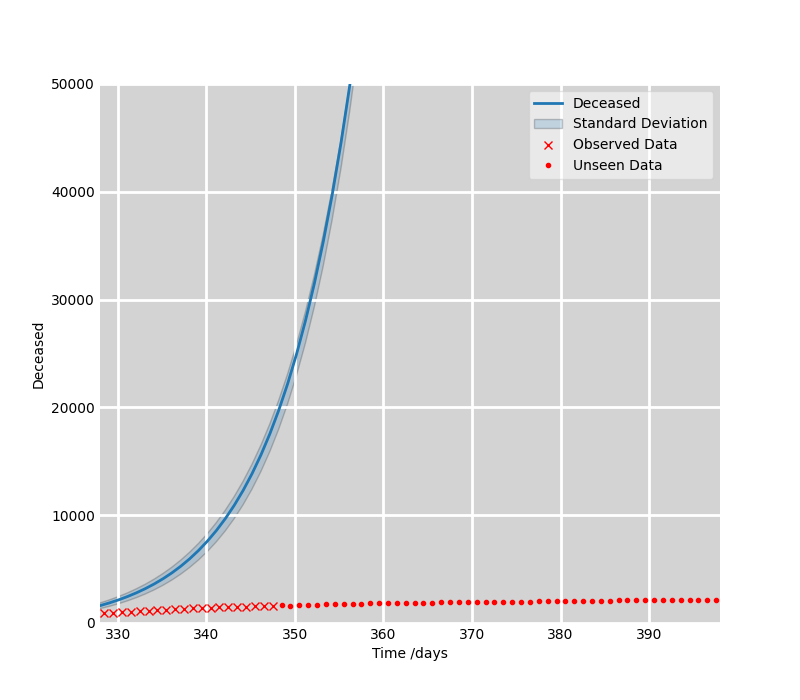 50000
40000
30000
20000
10000
0
Deceased
330 340 350 360 370 380 390
Time /days
Deceased
Standard Deviation
Observed Data
Unseen Data